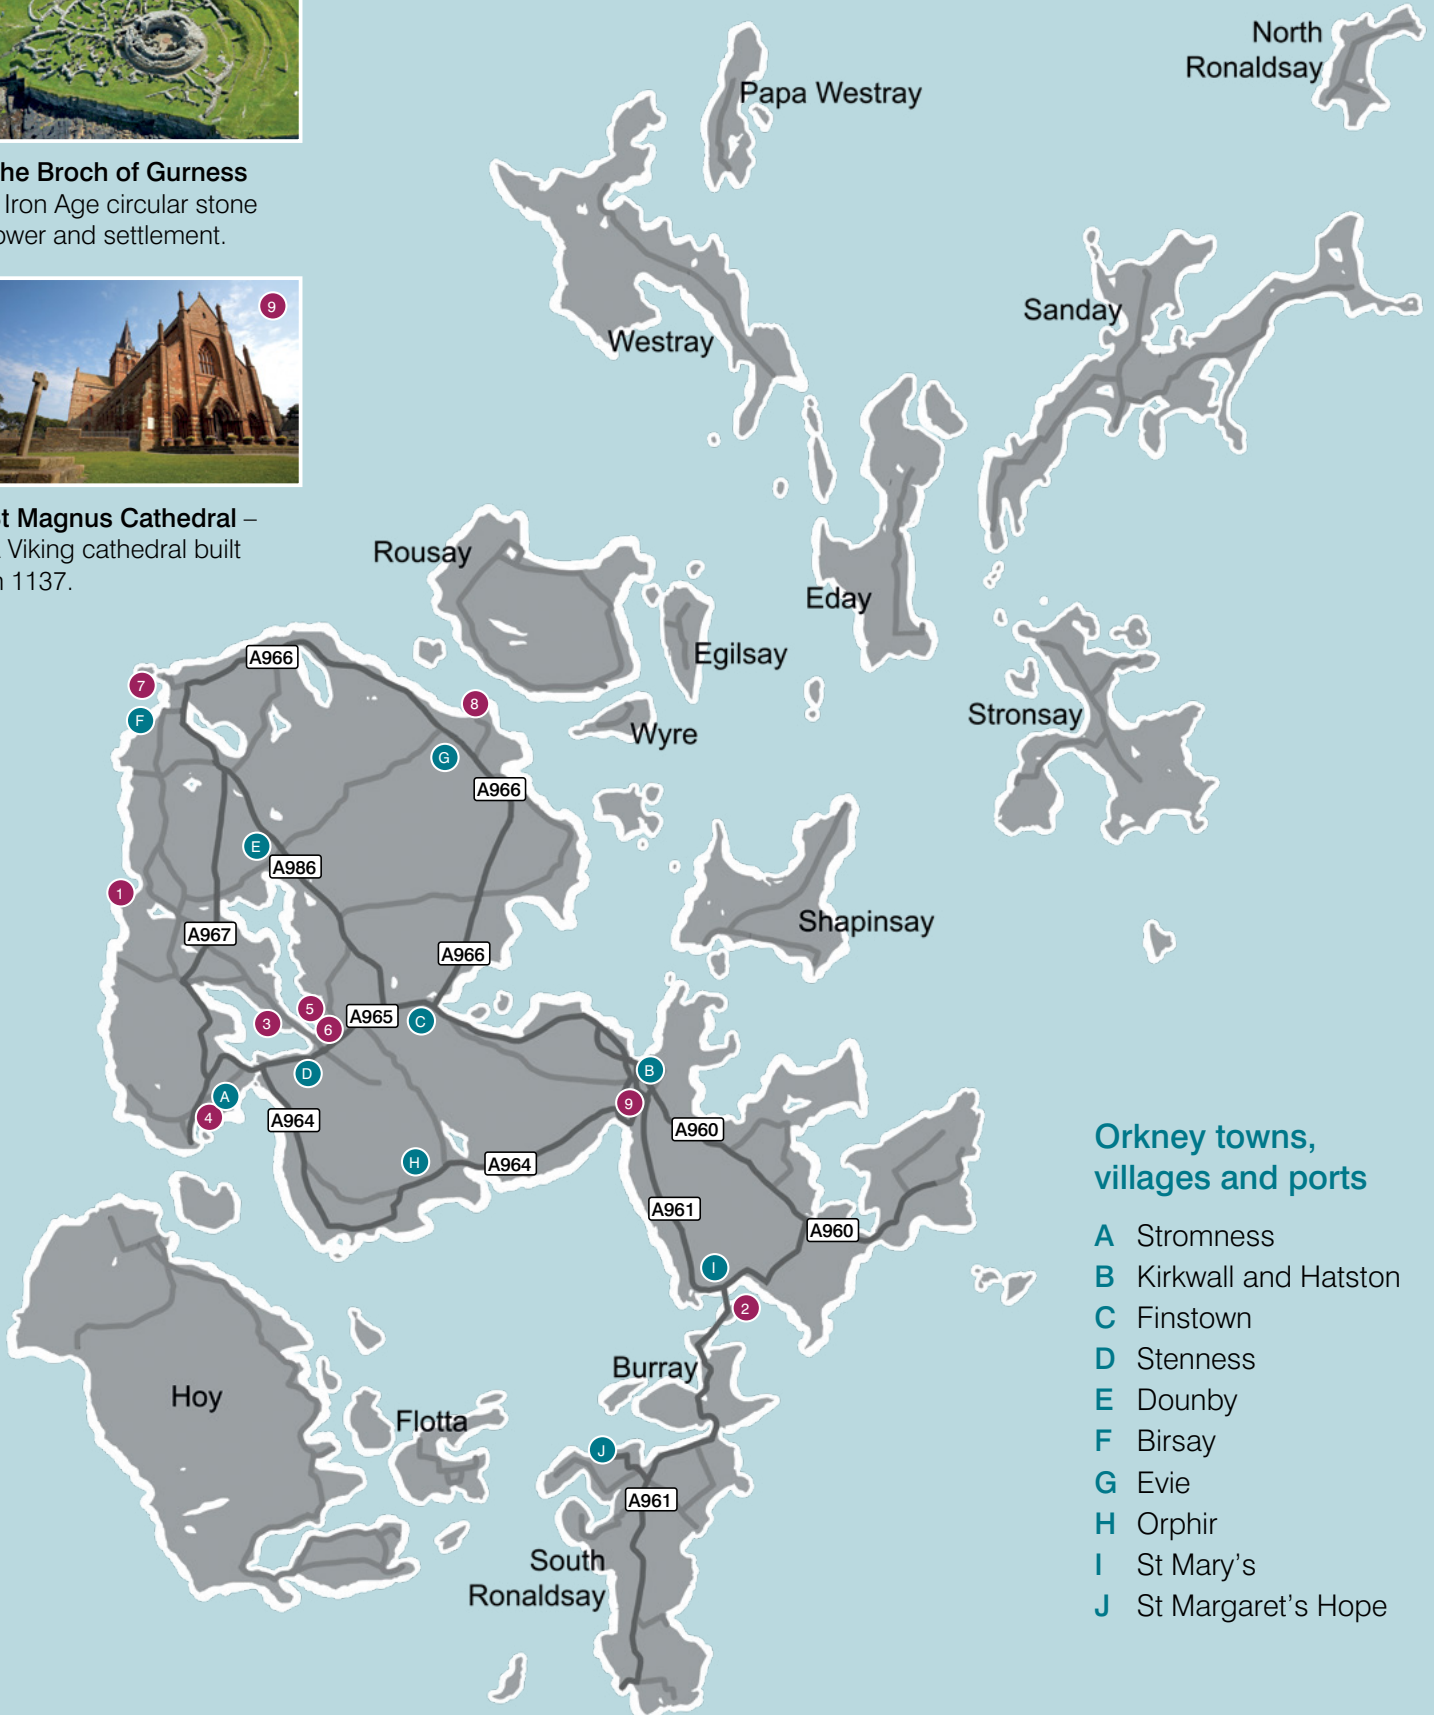 he Broch of Gurness
Iron Age circular stone
ower and settlement.
9
t Magnus Cathedral –
Viking cathedral built
1137.
North
Ronaldsay
Papa Westray
Sanday
Westray
Rousay
Eday
Egilsay
Stronsay
Wyre
Shapinsay
A966
7
F
8
G
A966
E
A986
1
A967
A966
5
3
6
A965
C
D
B
A
4
9
A964
A960
H
A964
A961
A960
I
2
Burray
Hoy
Flotta
J
A961
South
Ronaldsay
Orkney towns,
villages and ports
A Stromness
B Kirkwall and Hatston
C Finstown
D Stenness
E Dounby
F Birsay
G Evie
H Orphir
I St Mary’s
J St Margaret’s Hope